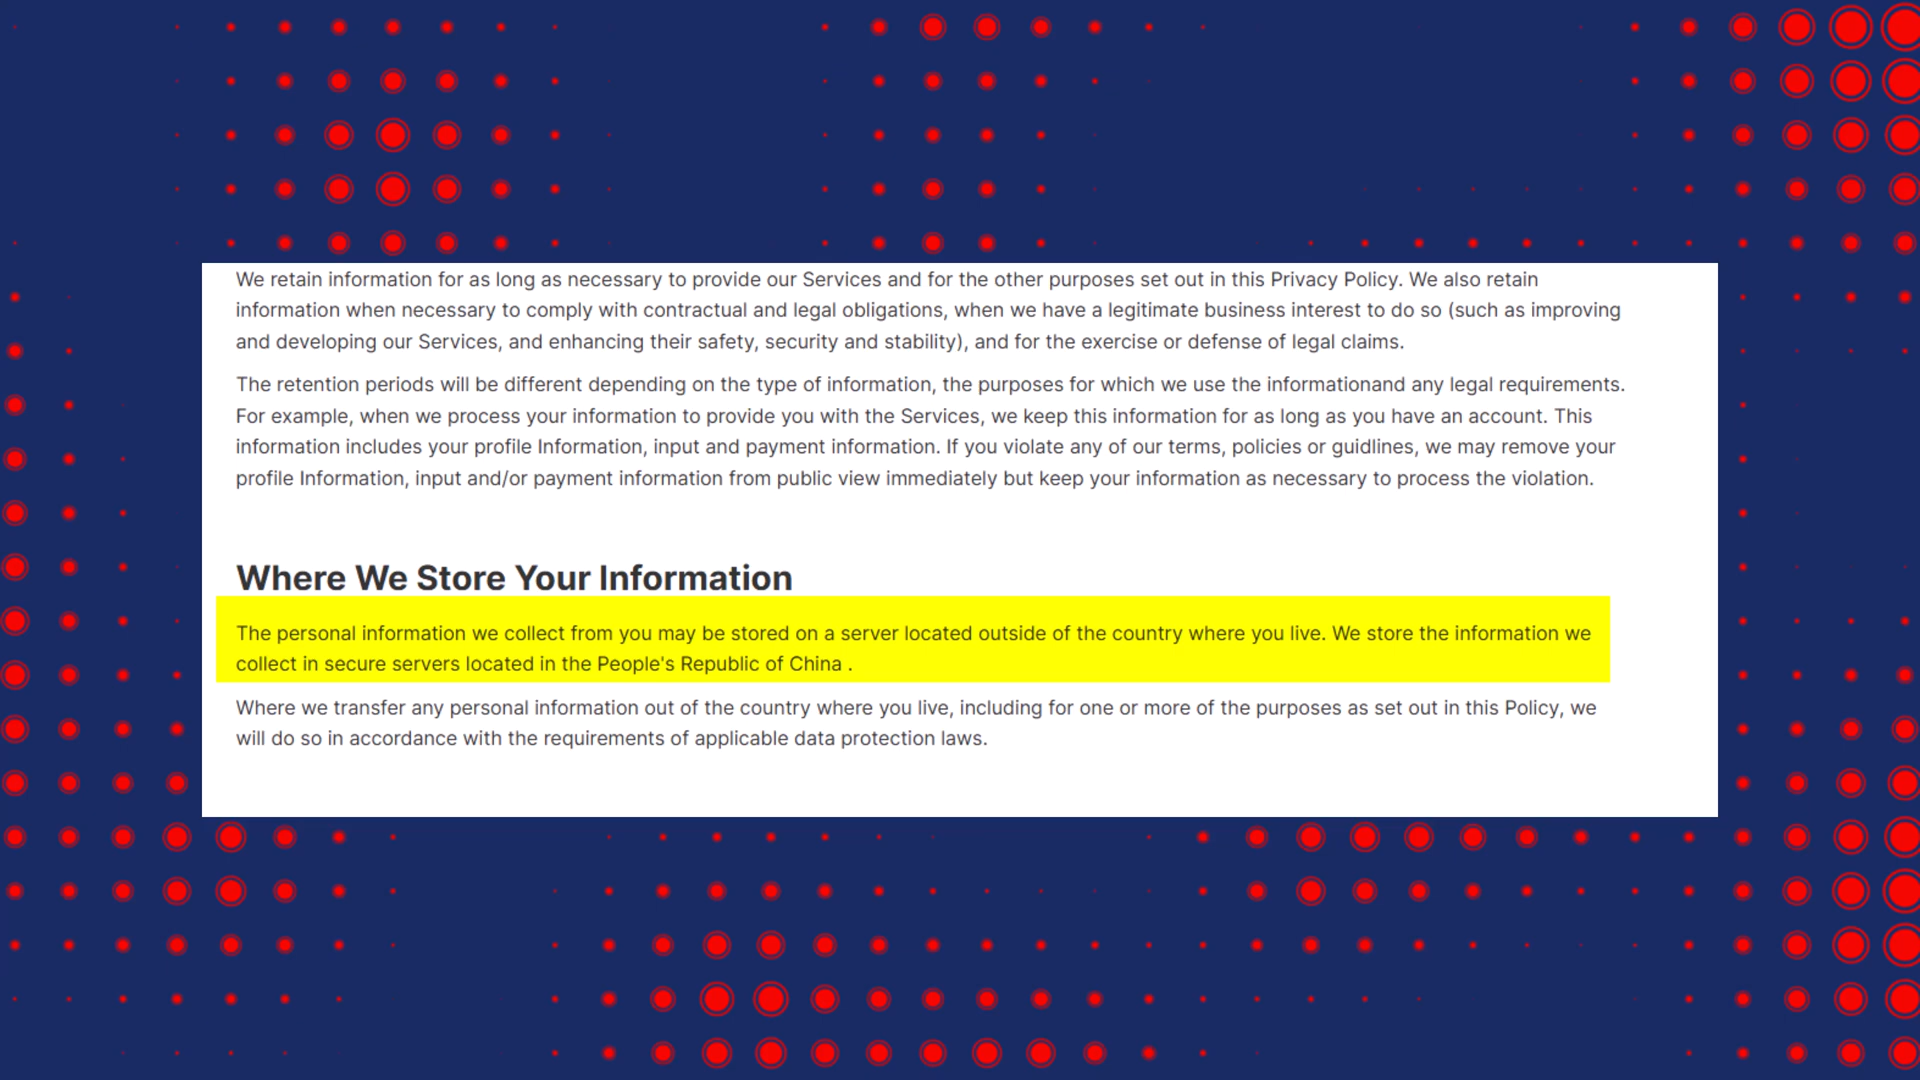 We retain information for as long as necessary to provide our Services and for the other purposes set out in this Privacy Policy. We also retain
information when necessary to comply with contractual and legal obligations, when we have a legitimate business interest to do so (such as improving
and developing our Services, and enhancing their safety, security and stability), and for the exercise or defense of legal claims.
The retention periods will be different depending on the type of information, the purposes for which we use the informationand any legal requirements.
For example, when we process your information to provide you with the Services, we keep this information for as long as you have an account. This
information includes your profile Information, input and payment information. If you violate any of our terms, policies or guidlines, we may remove your
profile Information, input and/or payment information from public view immediately but keep your information as necessary to process the violation.
Where We Store Your Information
The personal information we collect from you may be stored on a server located outside of the country where you live. We store the information we
collect in secure servers located in the People's Republic of China .
Where we transfer any personal information out of the country where you live, including for one or more of the purposes as set out in this Policy, we
will do so in accordance with the requirements of applicable data protection laws.